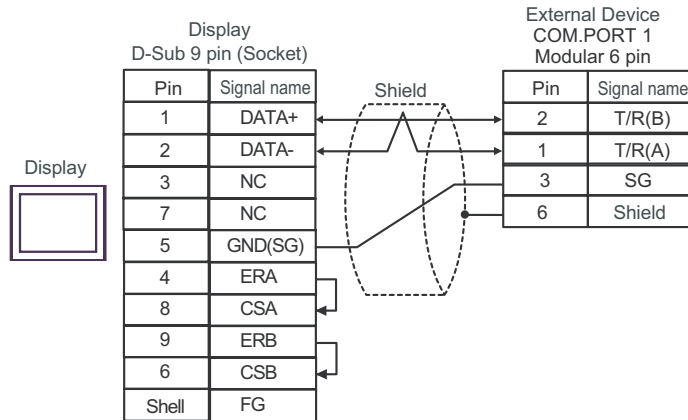 Display
D-Sub 9 pin (Socket)
External Device
COM.PORT 1
Modular 6 pin
Pin Signal name
Shield
Pin Signal name
1 DATA+
2 T/R(B)
2 DATA-
1 T/R(A)
Display
3 NC
3 SG
7 NC
6 Shield
5 GND(SG)
4 ERA
8 CSA
9 ERB
6 CSB
Shell FG